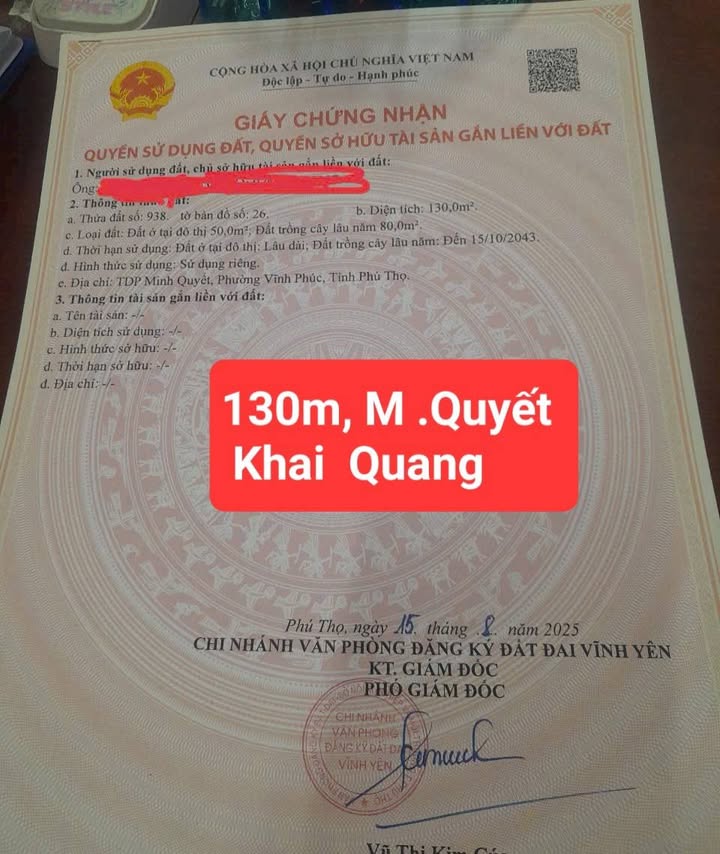 CỘNG HÒA XÃ HỘI CHỦ NGHĨA VIỆT NAM
Độc lập - Tự do - Hạnh phúc
GIẤY CHỨNG NHẬN
QUYỀN SỬ DỤNG ĐẤT, QUYỀN SỞ HỮU TÀI SẢN GẮN LIỀN VỚI ĐẤT
1. Người sử dụng đất, chủ sở hữu tài sản gắn liền với đất:
Ông:
2. Thông
a. Thửa đất số: 938. tờ bản đồ số: 26. b. Diện tích: 130,0m².
c. Loại đất: Đất ở tại đô thị 50,0m²; Đất trồng cây lâu năm 80,0m².
d. Thời hạn sử dụng: Đất ở tại đô thị: Lâu dài; Đất trồng cây lâu năm: Đến 15/10/2043.
đ. Hình thức sử dụng: Sử dụng riêng.
e. Địa chỉ: TDP Minh Quyết, Phường Vĩnh Phúc, Tỉnh Phú Thọ.
3. Thông tin tài sản gắn liền với đất:
a. Tên tài sản: -/-
b. Diện tích sử dụng: -/-
c. Hình thức sở hữu: -/-
d. Thời hạn sở hữu: -/-
đ. Địa chỉ: -/-
130m, M .Quyết
Khai Quang
Phú Thọ, ngày 15 tháng 8 năm 2025
CHI NHÁNH VĂN PHÒNG ĐĂNG KÝ ĐẤT ĐAI VĨNH YÊN
KT. GIÁM ĐỐC
PHÓ GIÁM ĐỐC
CHI NHÁNH
VĂN PHÒNG
ĐĂNG KÝ ĐẤT
VĨNH YÊN
Vũ Thị Kim